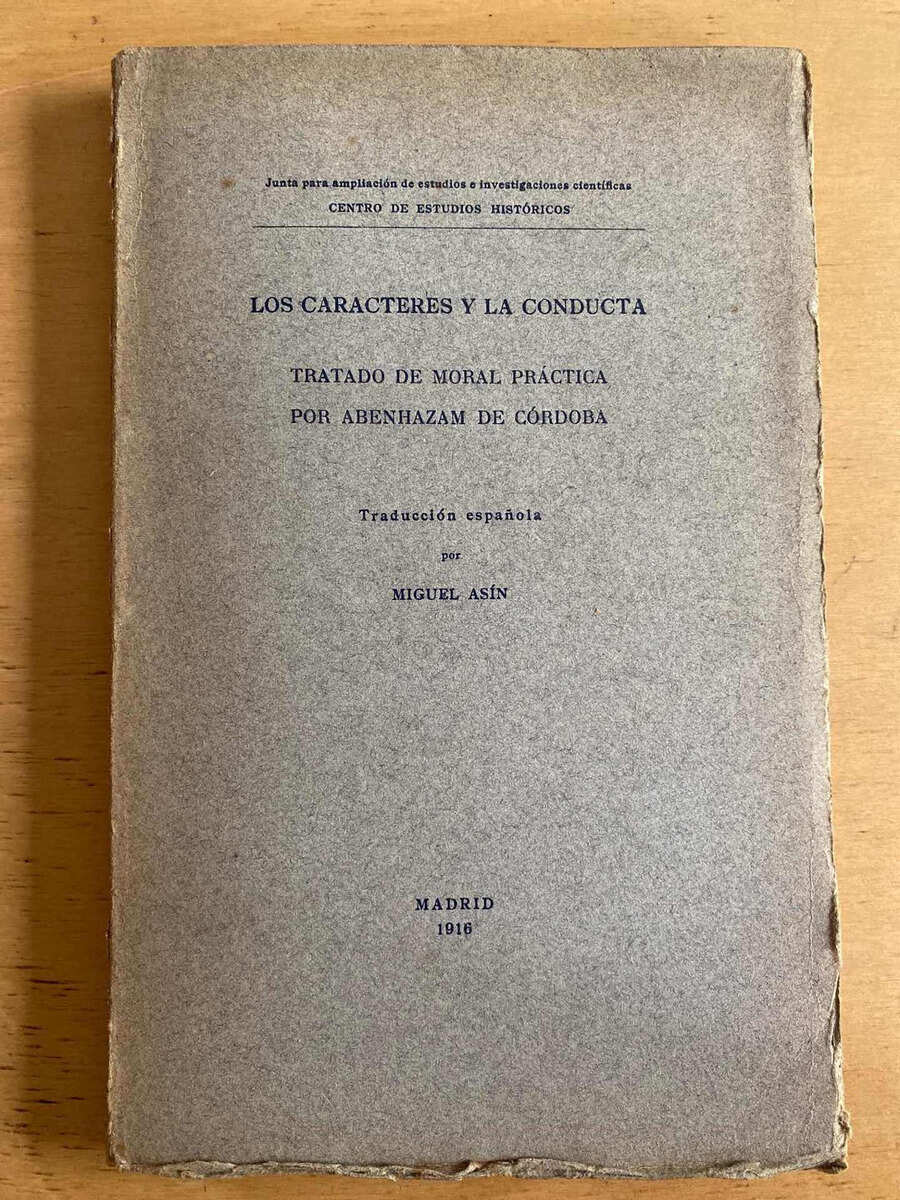 Junta para ampliación de estudios e investigaciones científicas
CENTRO DE ESTUDIOS HISTÓRICOS
LOS CARACTERES Y LA CONDUCTA
TRATADO DE MORAL PRÁCTICA
POR ABENHAZAM DE CÓRDOBA
Traducción española
por
MIGUEL ASÍN
MADRID
1916